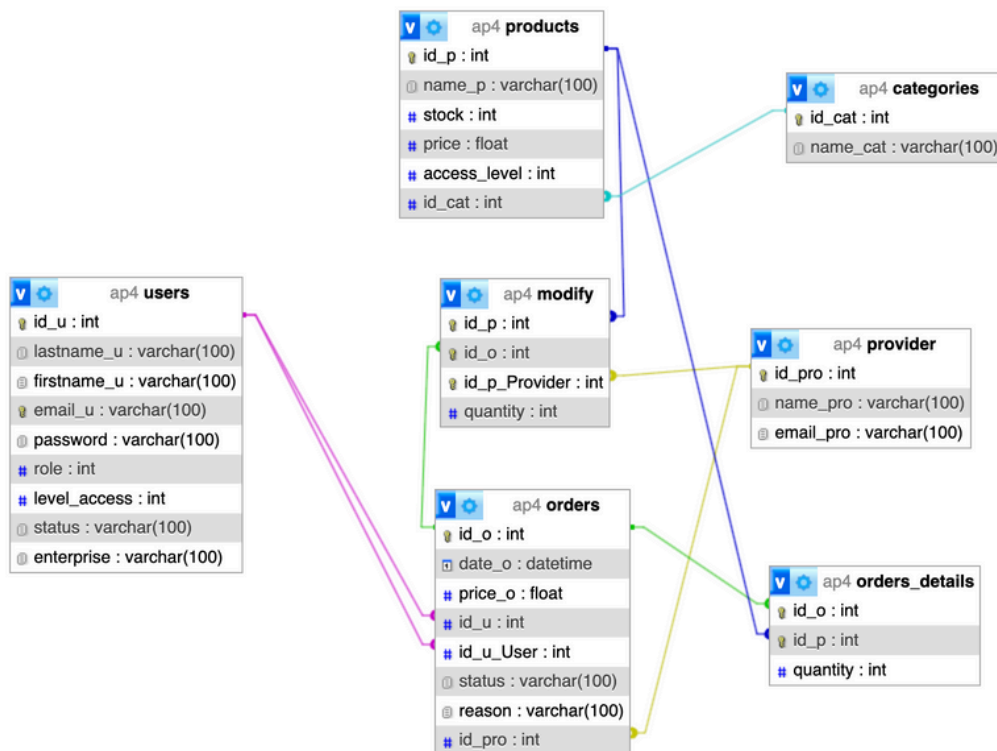 v ap4 products
id_p : int
name_p : varchar(100)
# stock : int
# price : float
# access_level : int
# id_cat : int
v ap4 categories
id_cat : int
name_cat : varchar(100)
v ap4 users
id_u : int
lastname_u : varchar(100)
firstname_u : varchar(100)
email_u : varchar(100)
password : varchar(100)
# role : int
# level_access : int
status : varchar(100)
enterprise : varchar(100)
v ap4 modify
id_p : int
id_o : int
id_p_Provider : int
# quantity : int
v ap4 provider
id_pro : int
name_pro : varchar(100)
email_pro : varchar(100)
v ap4 orders
id_o : int
date_o : datetime
# price_o : float
# id_u : int
# id_u_User : int
status : varchar(100)
reason : varchar(100)
# id_pro : int
v ap4 orders_details
id_o : int
id_p : int
# quantity : int